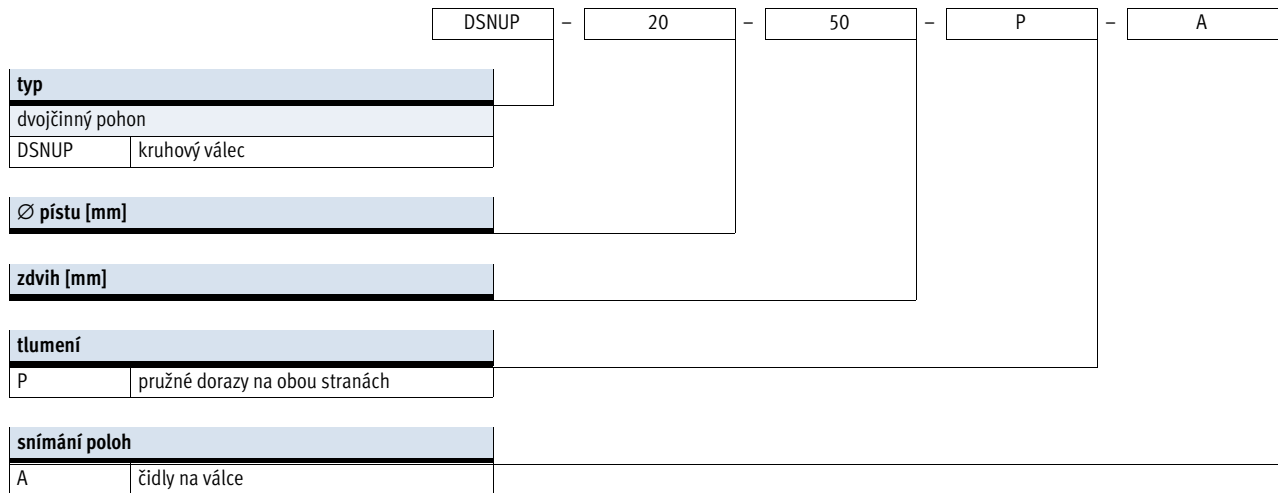 DSNUP – 20 – 50 – P – A
typ
dvojčinný pohon
DSNUP kruhový válec
∅ pístu [mm]
zdvih [mm]
tlumení
P pružné dorazy na obou stranách
snímání poloh
A čidly na válce